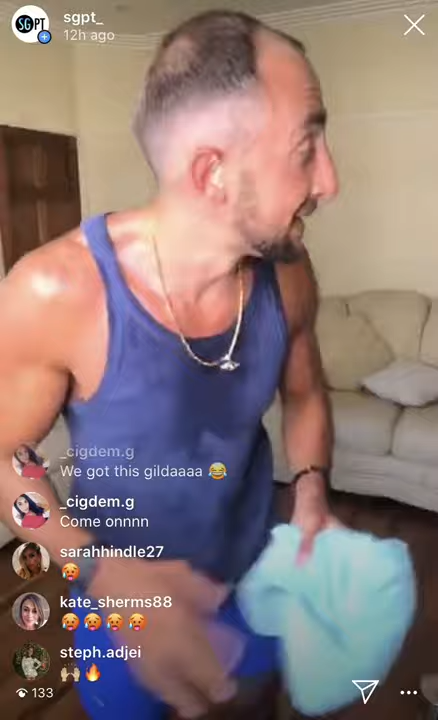 SGPT
sgpt_
12h ago
_cigdem.g
We got this gildaaaa 😂
_cigdem.g
Come onnnn
sarahhindle27
🥵
kate_sherms88
🥵🥵🥵🥵
steph.adjei
🙌🏼🔥
133